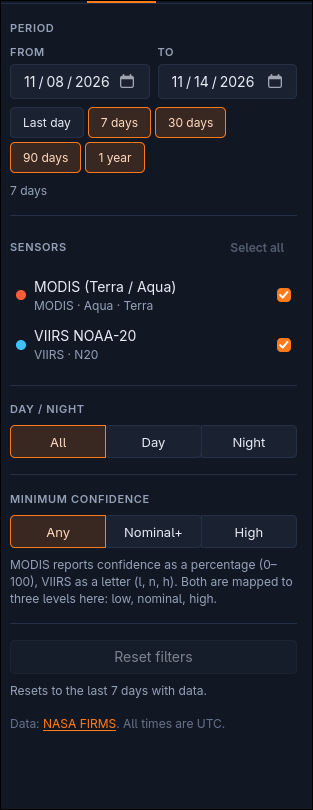 PERIOD
FROM
TO
11/08/2026
11/14/2026
Last day
7 days
30 days
90 days
1 year
7 days
SENSORS
Select all
MODIS (Terra / Aqua)
MODIS · Aqua · Terra
VIIRS NOAA-20
VIIRS · N20
DAY / NIGHT
All
Day
Night
MINIMUM CONFIDENCE
Any
Nominal+
High
MODIS reports confidence as a percentage (0–
100), VIIRS as a letter (l, n, h). Both are mapped to
three levels here: low, nominal, high.
Reset filters
Resets to the last 7 days with data.
Data: NASA FIRMS. All times are UTC.